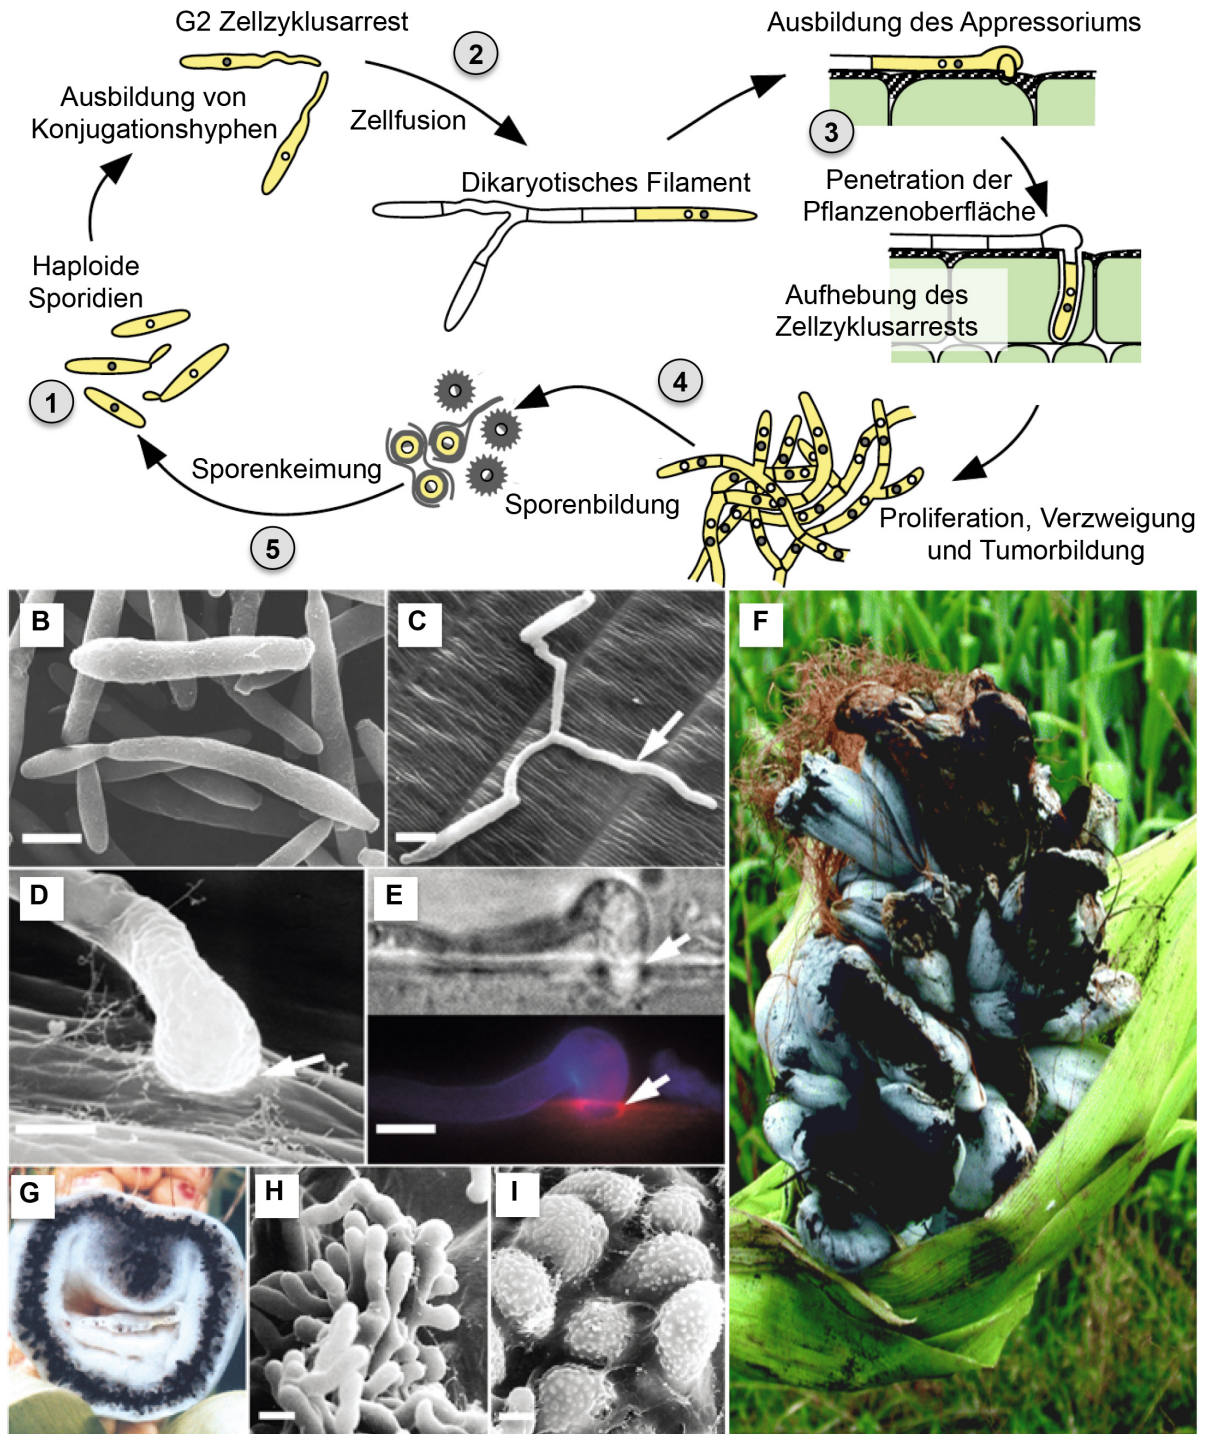 G2 Zellzyklusarrest
2
Ausbildung des Appressoriums
Ausbildung von
Konjugationshyphen
Zellfusion
3
Dikaryotisches Filament
Penetration der
Pflanzenoberfläche
Haploide
Sporidien
Aufhebung des
Zellzyklusarrests
1
4
Sporenkeimung
Sporenbildung
Proliferation, Verzweigung
und Tumorbildung
5
B
C
F
D
E
G
H
I